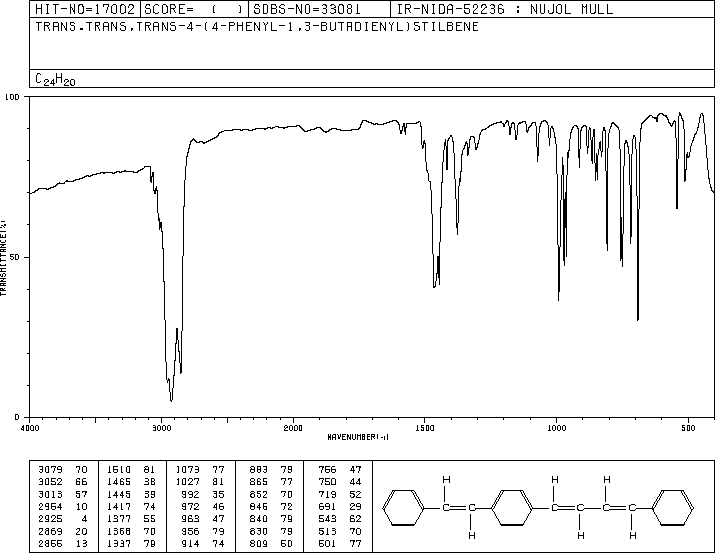 HIT-NO=17002 SCORE= ( ) SDBS-NO=33081 IR-NIDA-52236 : NUJOL MULL
TRANS,TRANS,TRANS-4-(4-PHENYL-1,3-BUTADIENYL)STILBENE
C24H20
100
50
0
TRANSMITTANCE(%)
4000 3000 2000 1500 1000 500
WAVENUMBER(-1)
3079 70 1510 81 1073 77 883 79 756 47
3052 66 1465 38 1027 81 865 77 750 44
3013 57 1445 39 992 35 852 70 719 52
2954 10 1417 74 972 46 846 72 691 29
2925 4 1377 55 963 47 840 79 543 62
2869 20 1368 70 956 79 830 79 513 70
2855 13 1337 79 914 74 809 50 501 77
H H H
C C C C C C
H H H